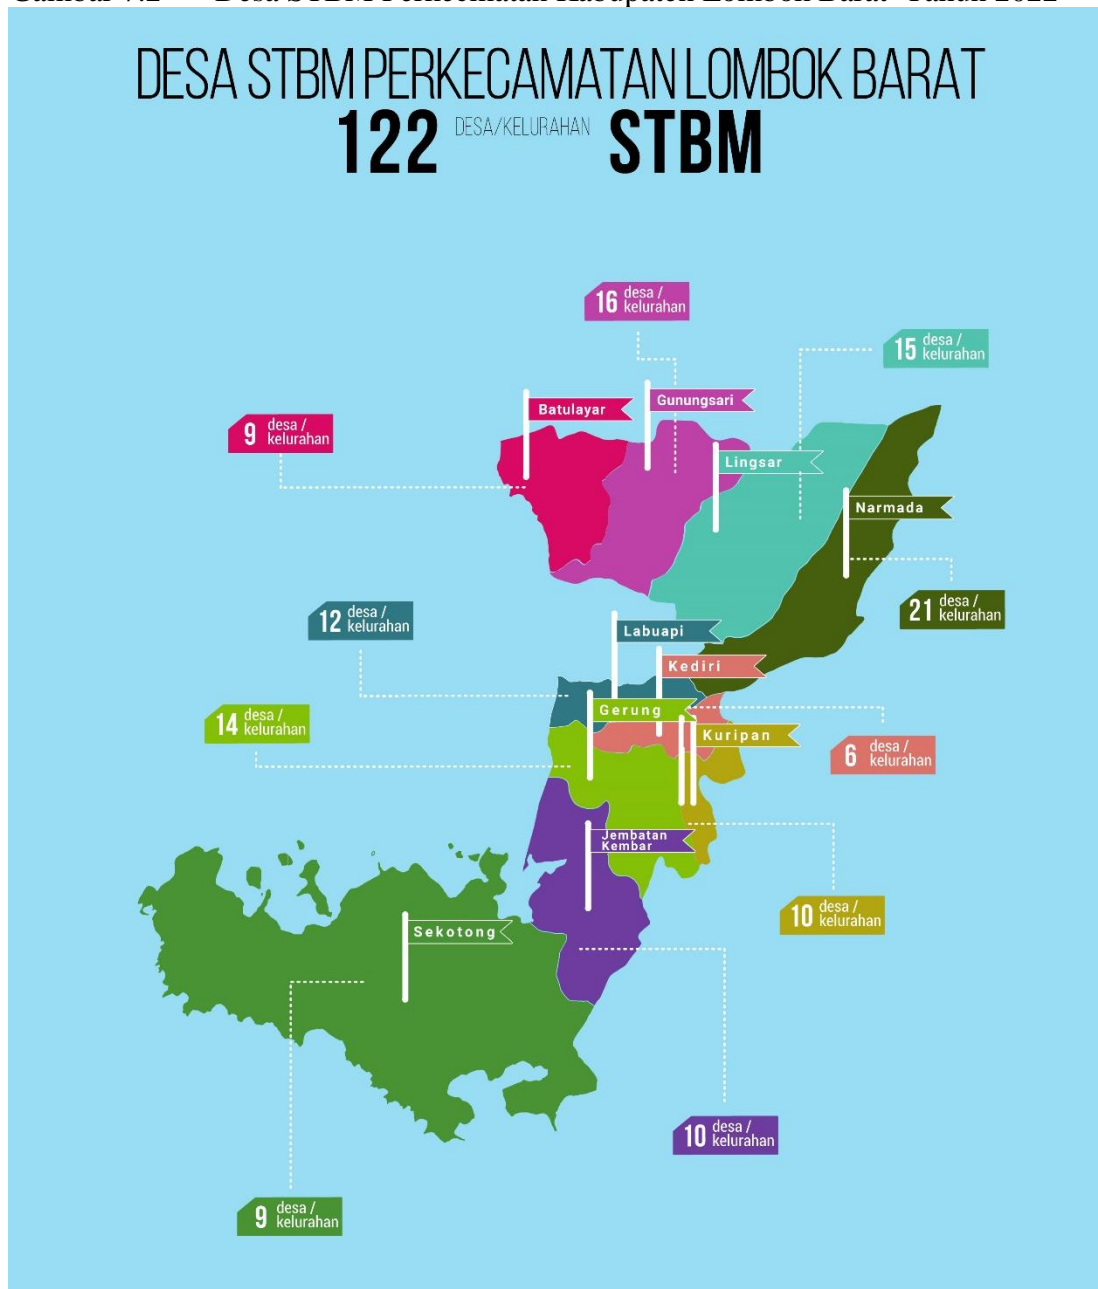 DESA STBM PERKECAMATAN LOMBOK BARAT
122 DESA/KELURAHAN STBM
16 desa / kelurahan
15 desa / kelurahan
Gunungsari
Batulayar
9 desa / kelurahan
Lingsar
Narmada
21 desa / kelurahan
12 desa / kelurahan
Labuapi
Kediri
Gerung
14 desa / kelurahan
Kuripan
6 desa / kelurahan
Jembatan
Kembar
10 desa / kelurahan
Sekotong
10 desa / kelurahan
9 desa / kelurahan